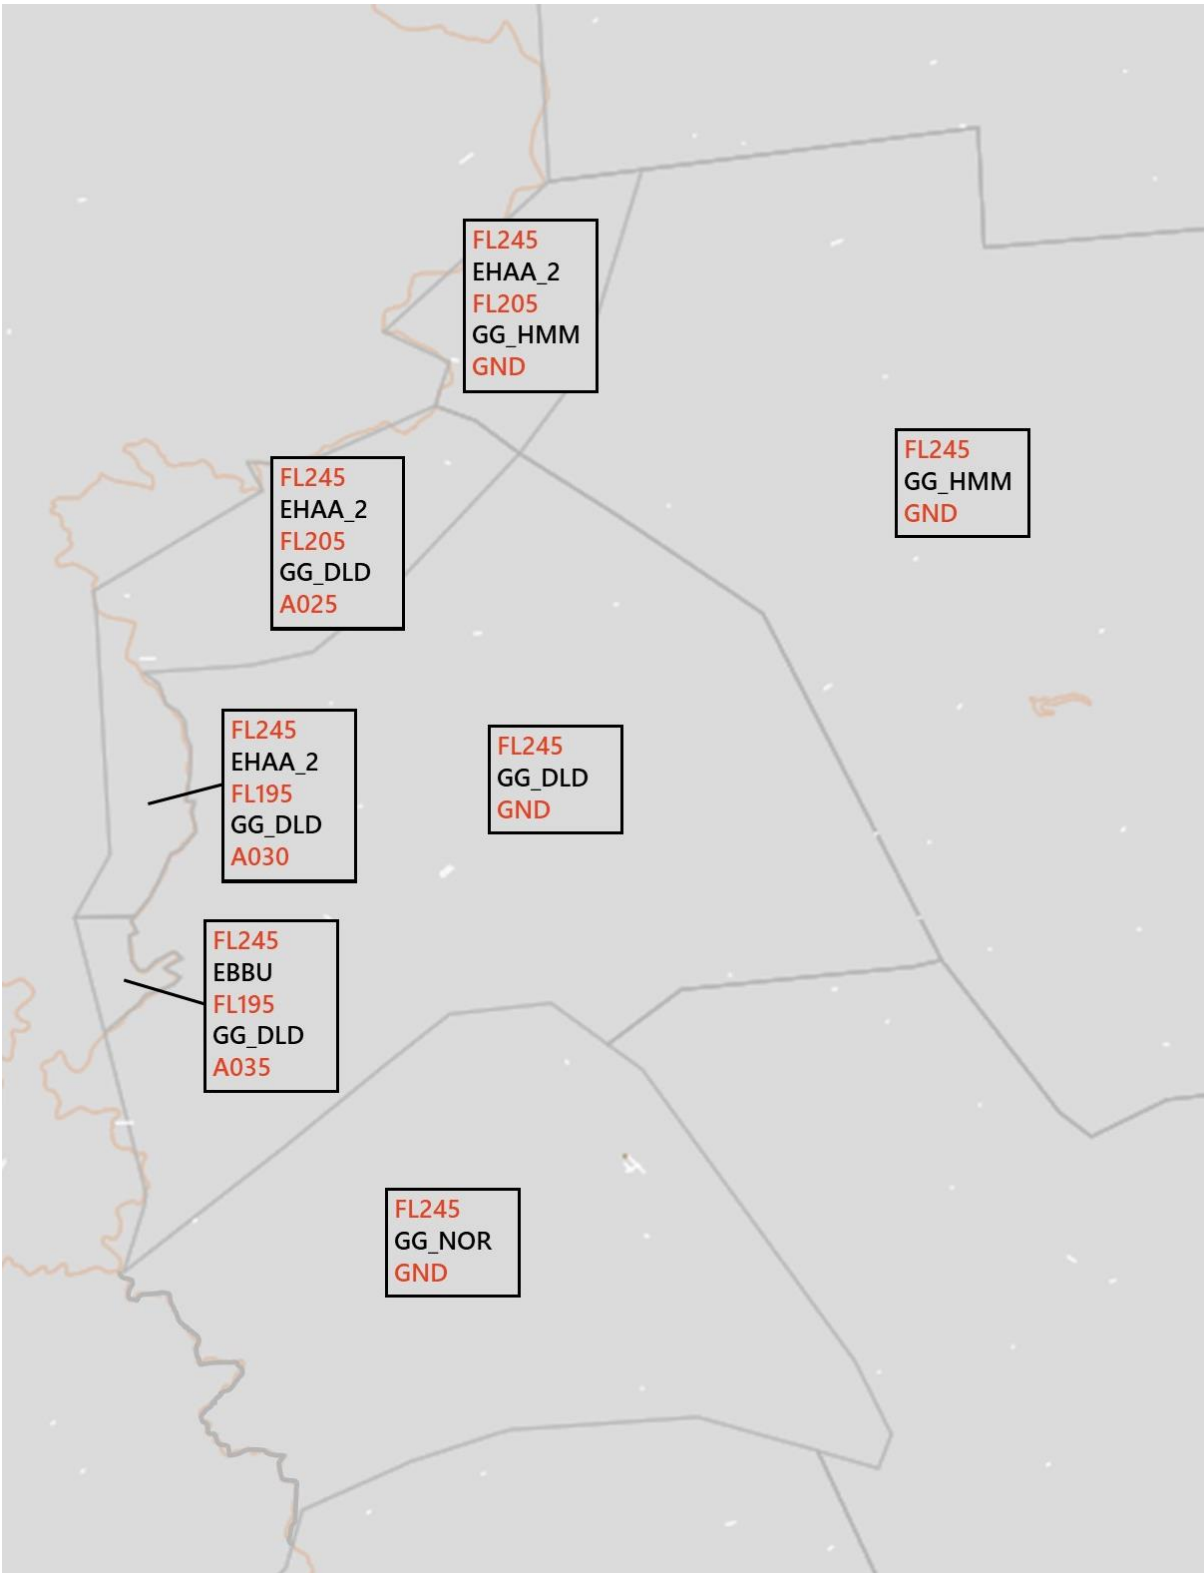 FL245
EHAA_2
FL205
GG_HMM
GND
FL245
GG_HMM
GND
FL245
EHAA_2
FL205
GG_DLD
A025
FL245
EHAA_2
FL195
GG_DLD
A030
FL245
GG_DLD
GND
FL245
EBBU
FL195
GG_DLD
A035
FL245
GG_NOR
GND